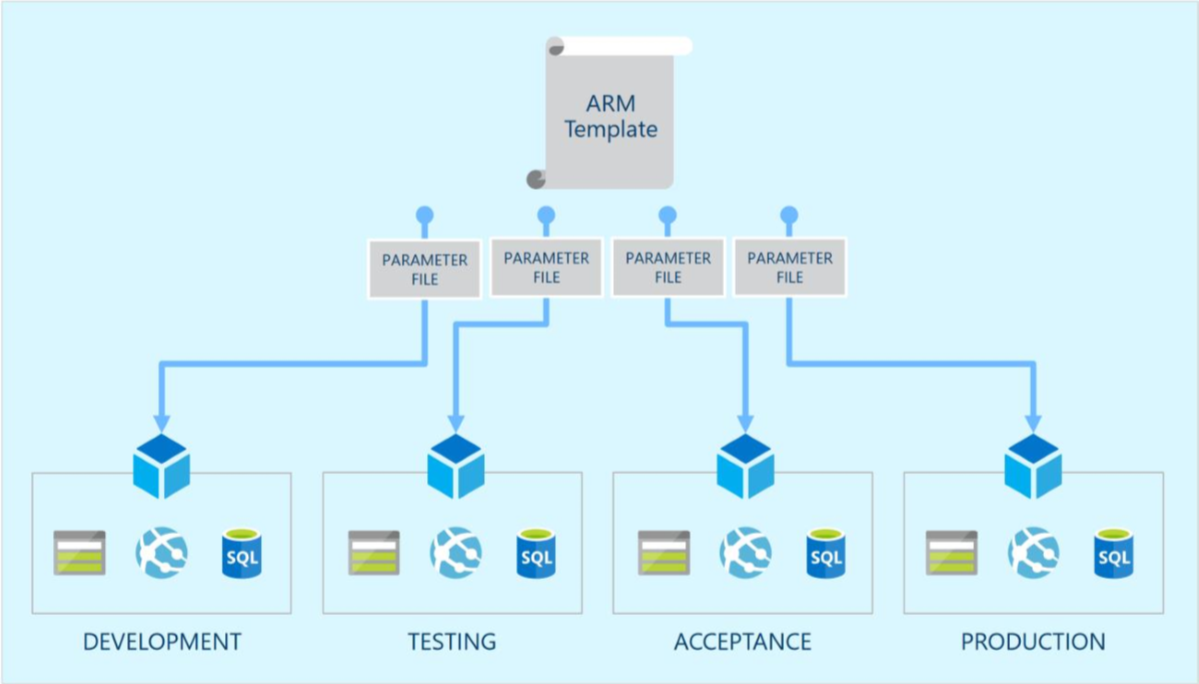 ARM
Template
PARAMETER
FILE
PARAMETER
FILE
PARAMETER
FILE
PARAMETER
FILE
SQL
SQL
SQL
SQL
DEVELOPMENT
TESTING
ACCEPTANCE
PRODUCTION